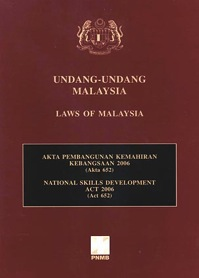 UNDANG-UNDANG
MALAYSIA
LAWS OF MALAYSIA
AKTA PEMBANGUNAN KEMAHIRAN
KEBANGSAAN 2006
(Akta 652)
NATIONAL SKILLS DEVELOPMENT
ACT 2006
(Act 652)
PNMB